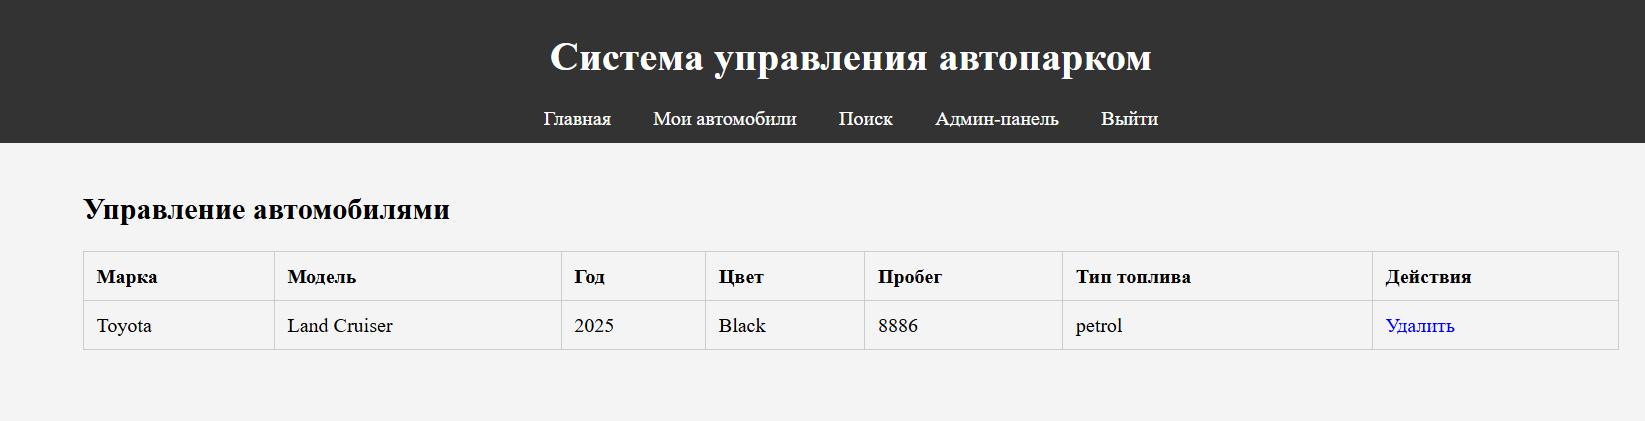 Система управления автопарком
Главная Мои автомобили Поиск Админ-панель Выйти
Управление автомобилями
Марка Модель Год Цвет Пробег Тип топлива Действия
Toyota Land Cruiser 2025 Black 8886 petrol Удалить